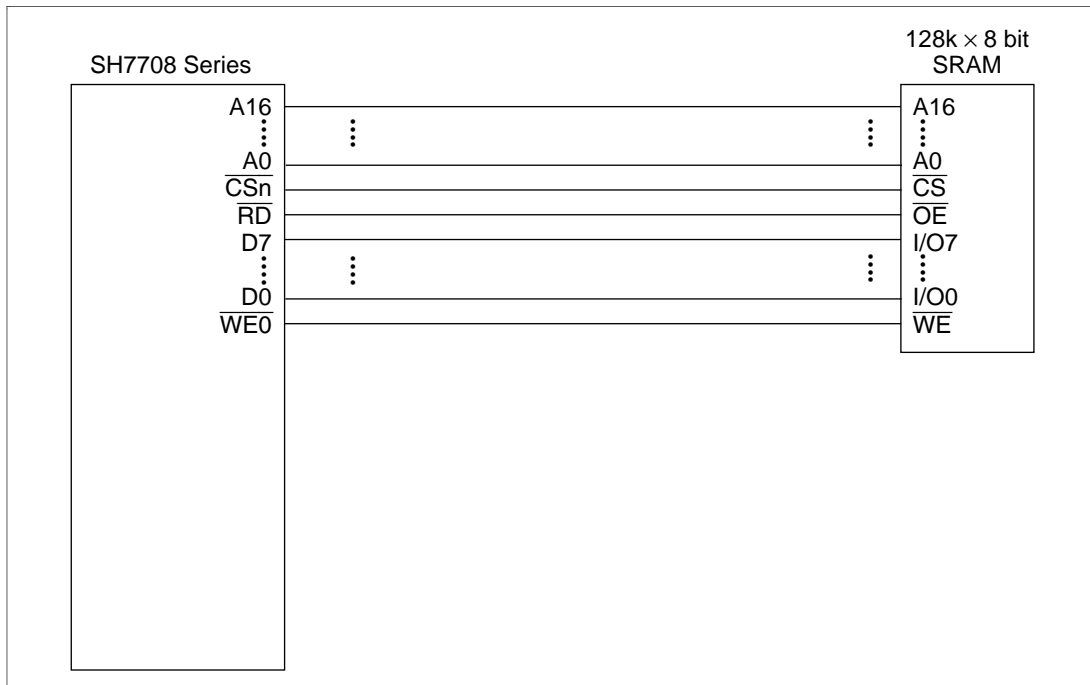 SH7708 Series
A16
A0
CSn
RD
D7
D0
WE0
128k × 8 bit
SRAM
A16
A0
CS
OE
I/O7
I/O0
WE